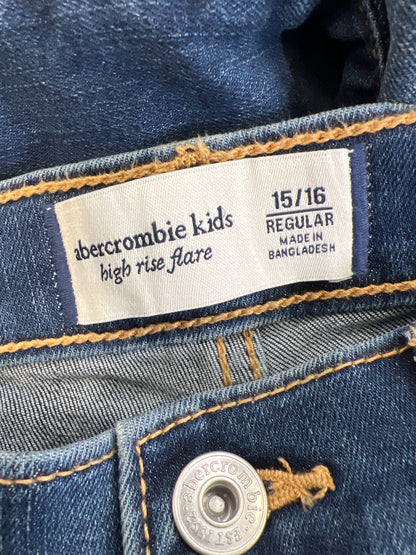 abercrombie kids
high rise flare
15/16
REGULAR
MADE IN
BANGLADESH
abercrombie